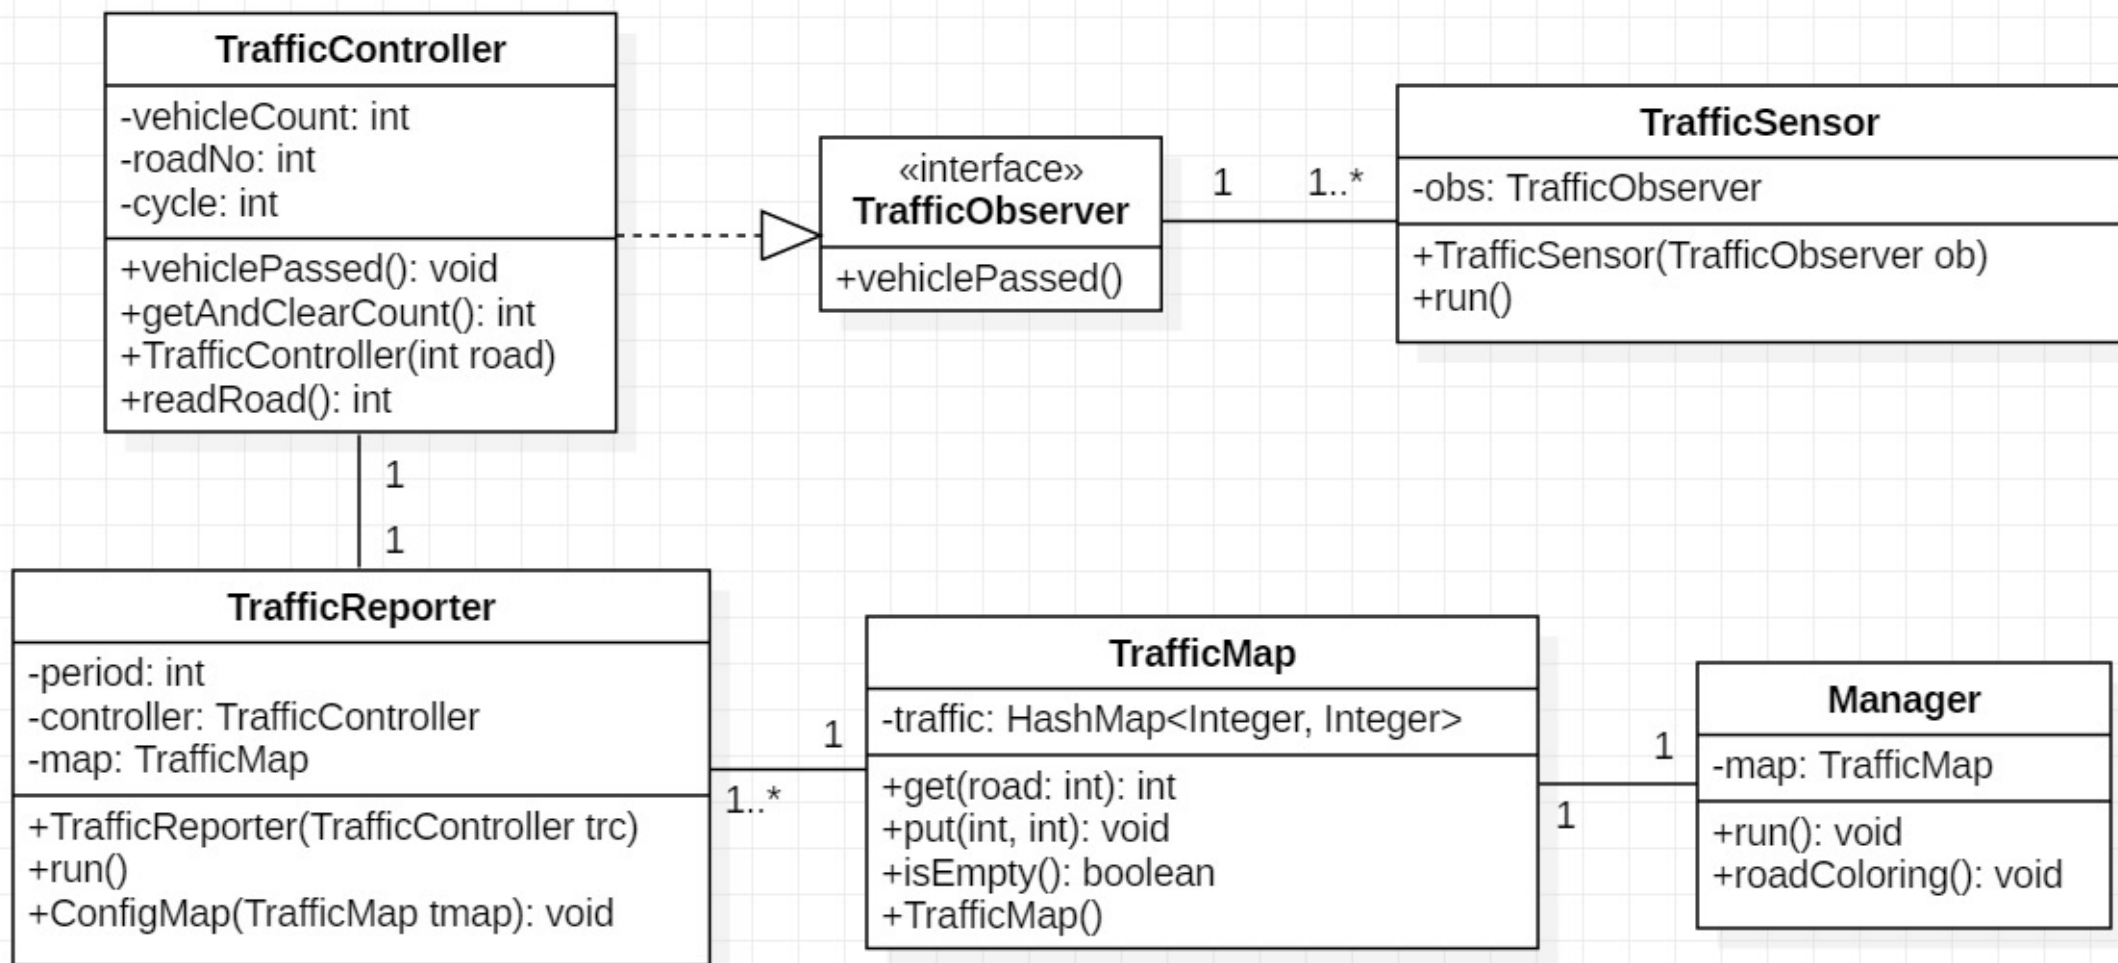 TrafficController
-vehicleCount: int
-roadNo: int
-cycle: int
+vehiclePassed(): void
+getAndClearCount(): int
+TrafficController(int road)
+readRoad(): int
«interface»
TrafficObserver
+vehiclePassed()
1
1..*
TrafficSensor
-obs: TrafficObserver
+TrafficSensor(TrafficObserver ob)
+run()
1
1
TrafficReporter
-period: int
-controller: TrafficController
-map: TrafficMap
+TrafficReporter(TrafficController trc)
+run()
+ConfigMap(TrafficMap tmap): void
1
1..*
TrafficMap
-traffic: HashMap<Integer, Integer>
+get(road: int): int
+put(int, int): void
+isEmpty(): boolean
+TrafficMap()
1
1
Manager
-map: TrafficMap
+run(): void
+roadColoring(): void